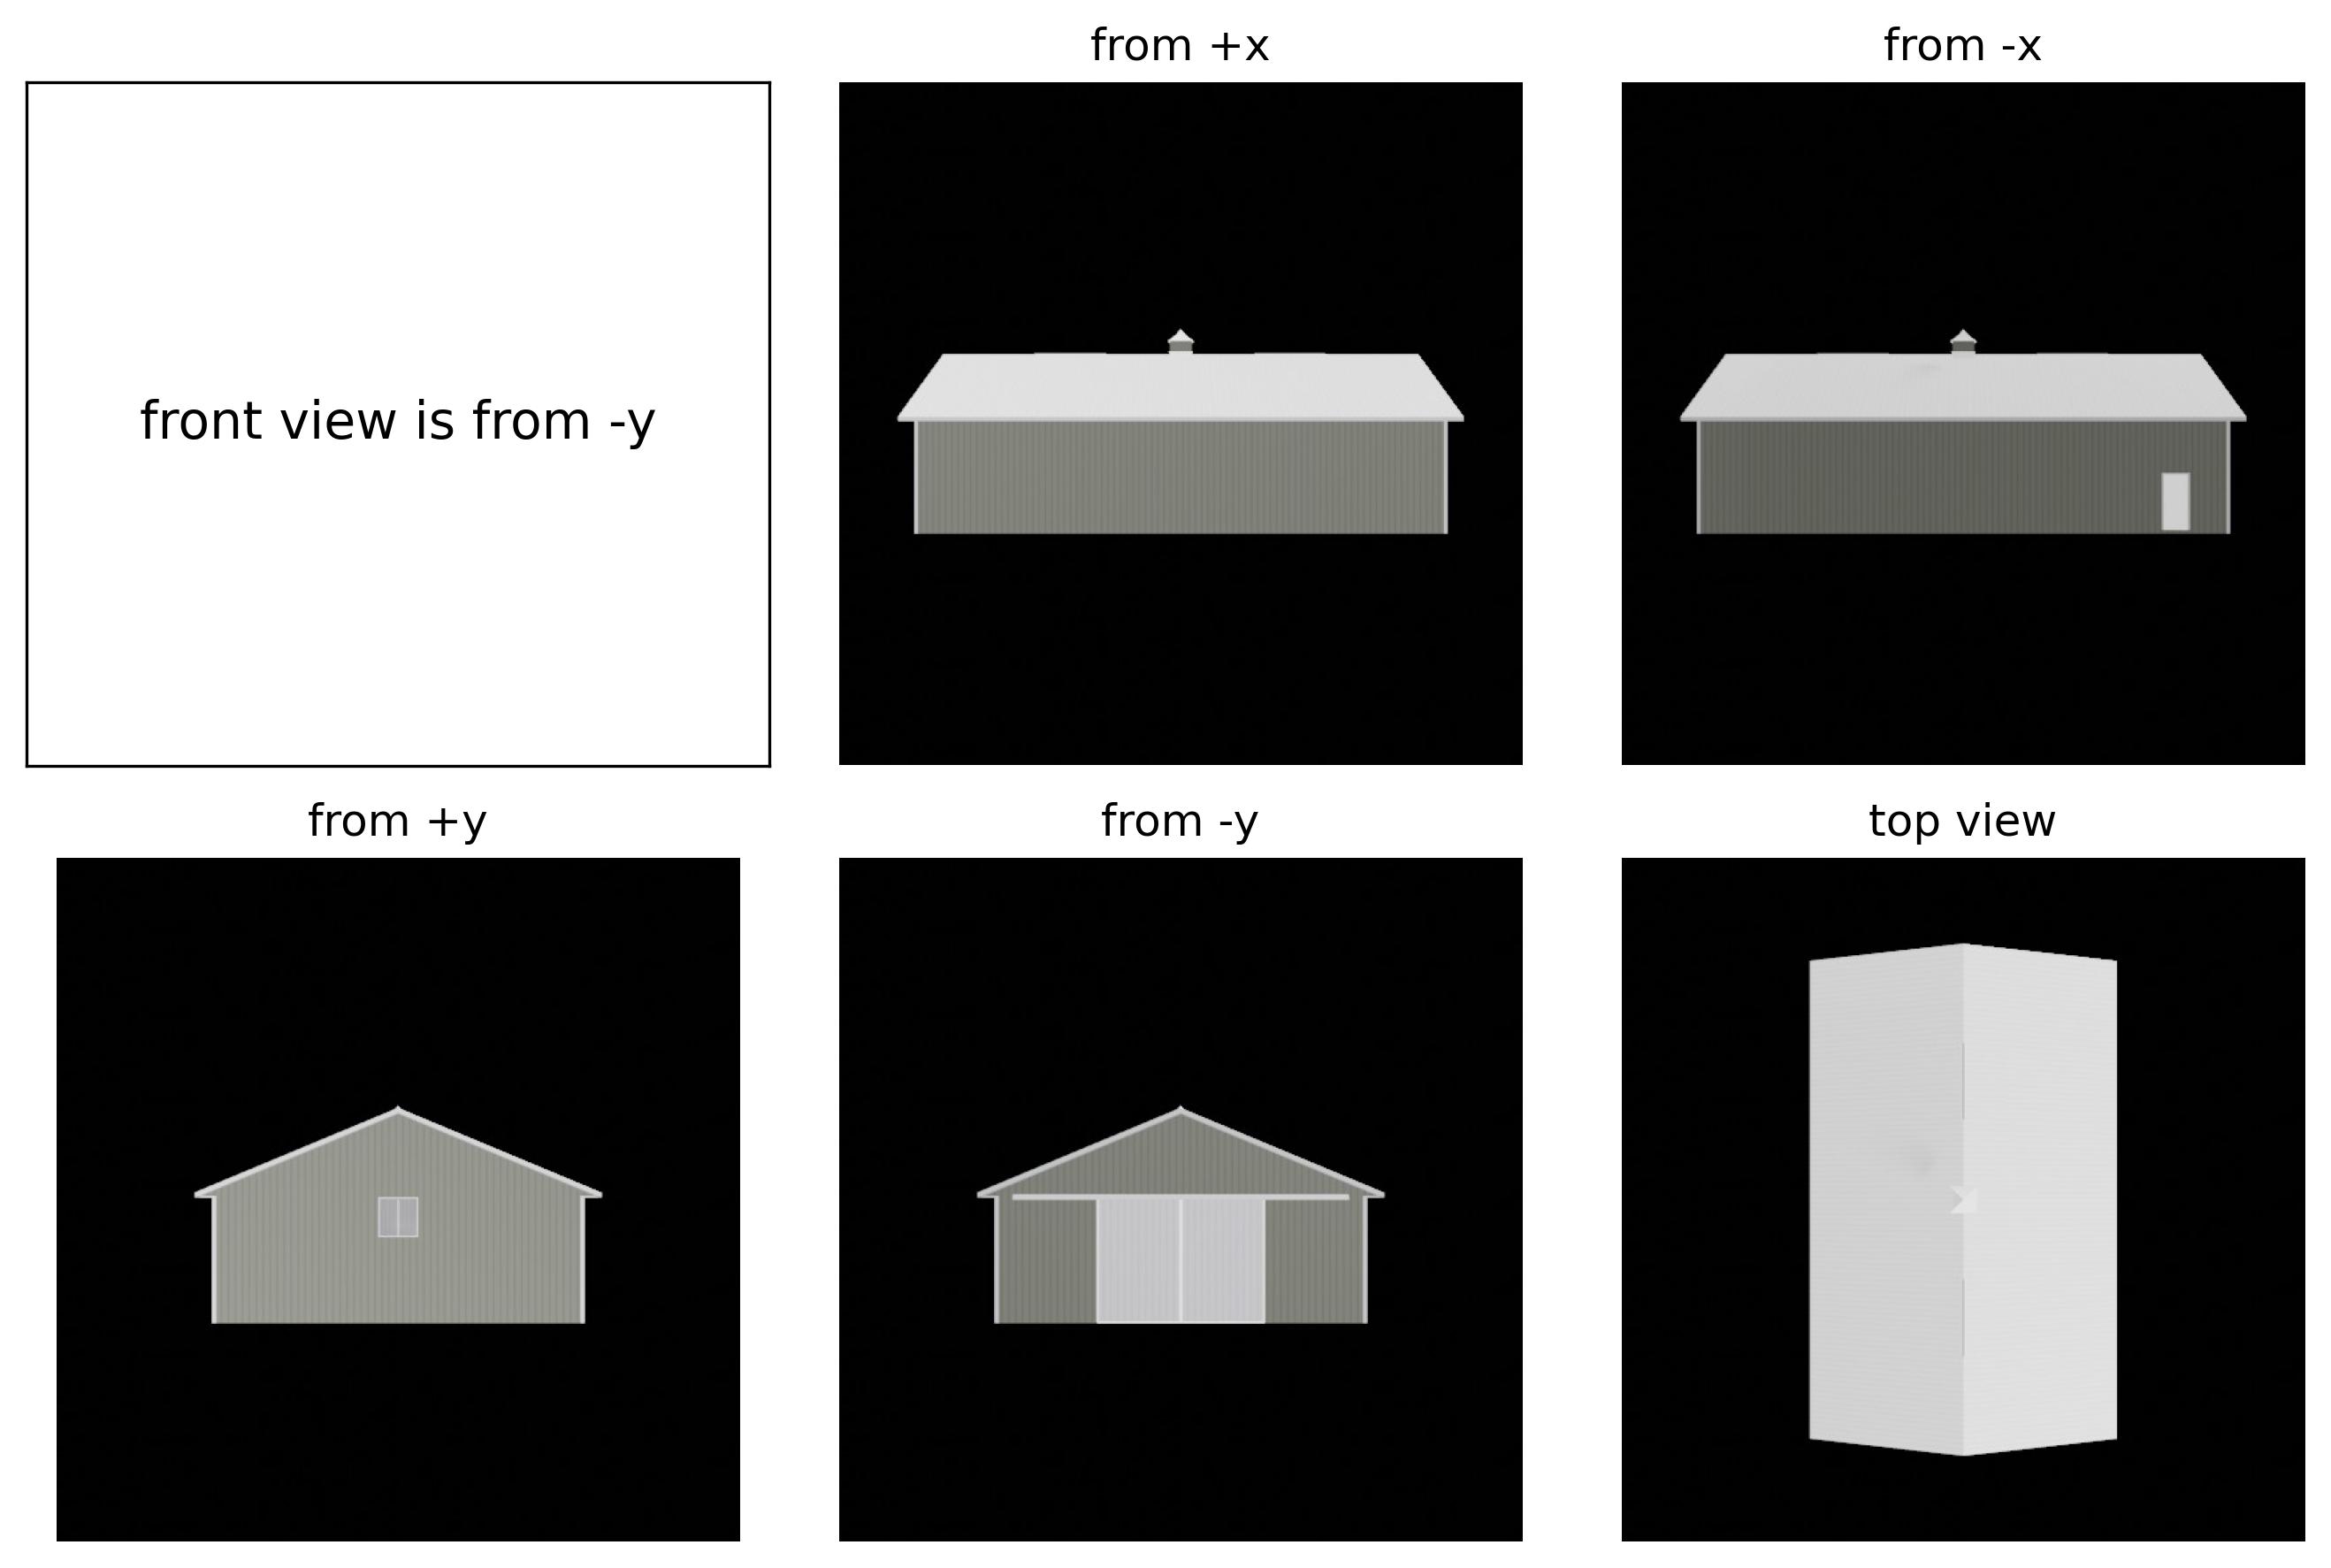 from +x
from -x
front view is from -y
from +y
from -y
top view